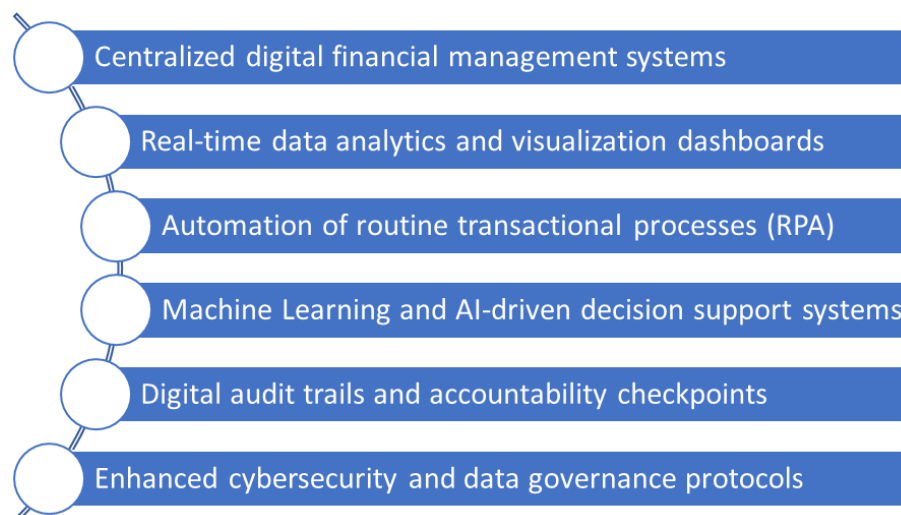 Centralized digital financial management systems
Real-time data analytics and visualization dashboards
Automation of routine transactional processes (RPA)
Machine Learning and AI-driven decision support systems
Digital audit trails and accountability checkpoints
Enhanced cybersecurity and data governance protocols